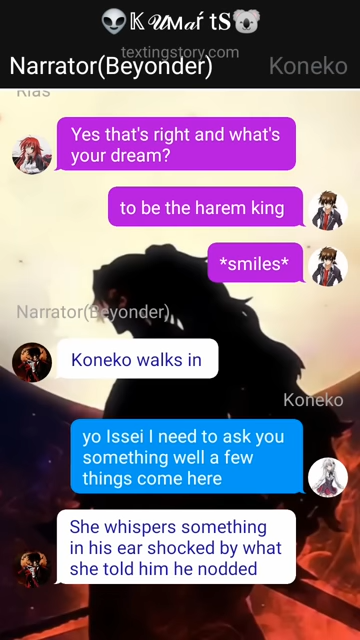 👽𝕂 𝓤мαŕ tS🐨
textingstory.com
Narrator(Beyonder) Koneko
Rias
Yes that's right and what's
your dream?
to be the harem king
*smiles*
Narrator(Beyonder)
Koneko walks in
Koneko
yo Issei I need to ask you
something well a few
things come here
She whispers something
in his ear shocked by what
she told him he nodded